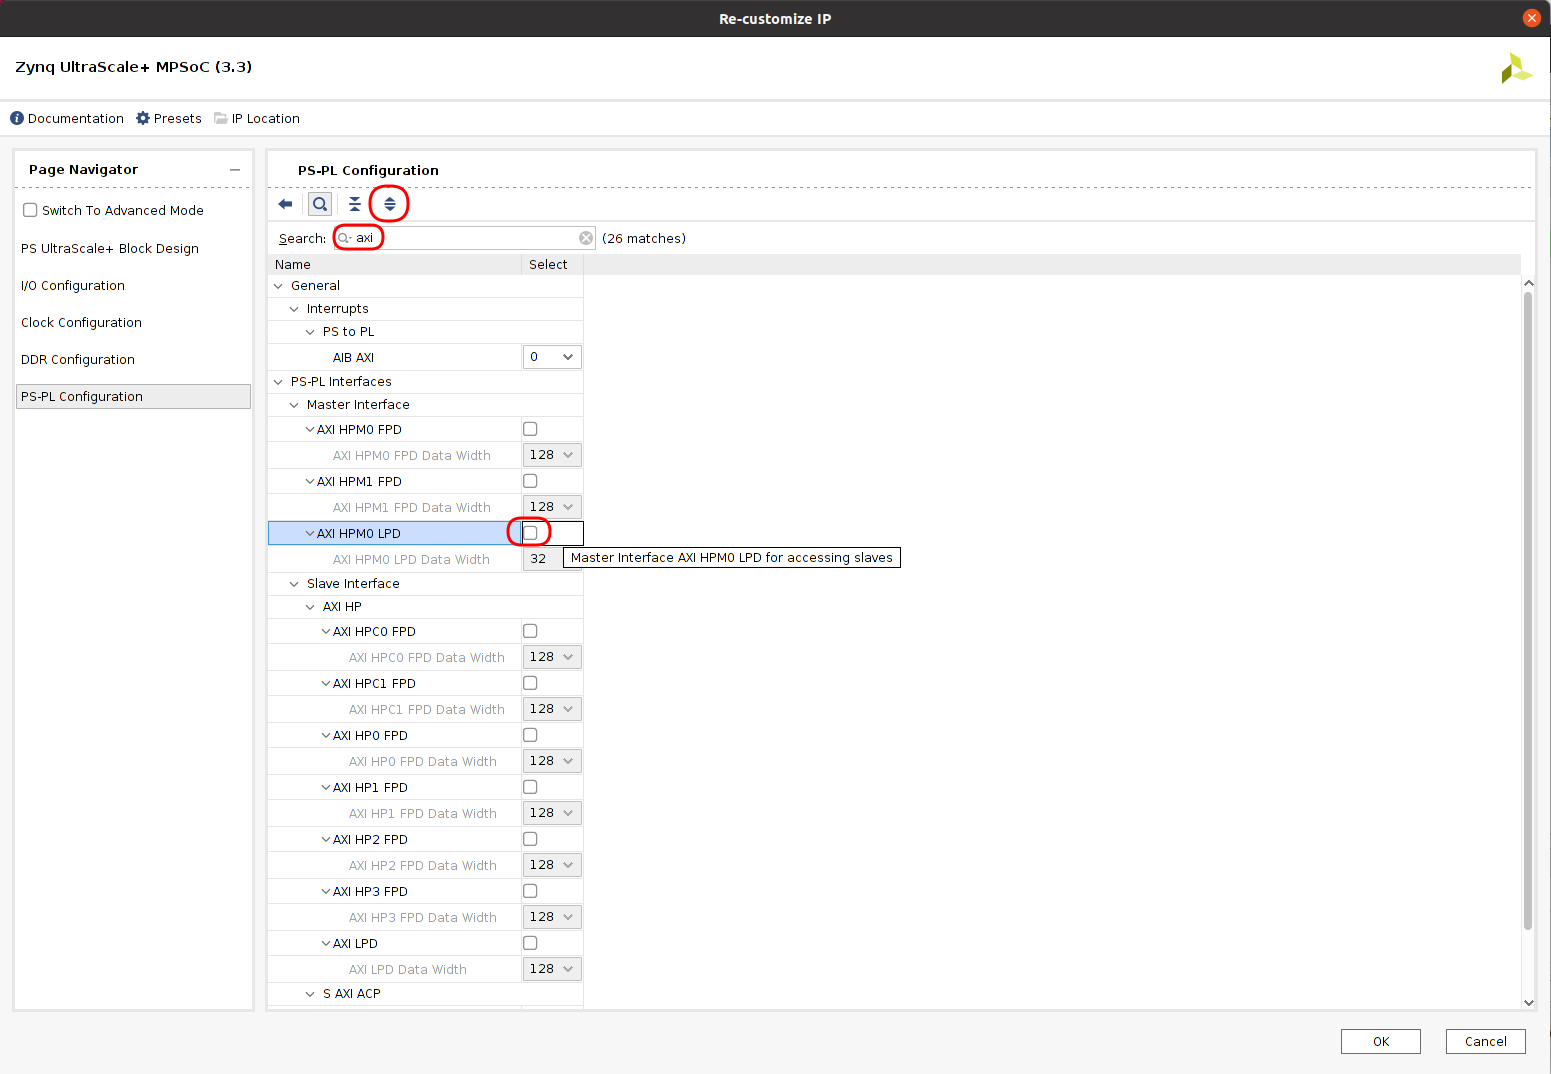 Re-customize IP
Zynq UltraScale+ MPSoC (3.3)
Documentation Presets IP Location
Page Navigator
Switch To Advanced Mode
PS UltraScale+ Block Design
I/O Configuration
Clock Configuration
DDR Configuration
PS-PL Configuration
PS-PL Configuration
Search: axi (26 matches)
Name Select
General
Interrupts
PS to PL
AIB AXI 0
PS-PL Interfaces
Master Interface
AXI HPM0 FPD
AXI HPM0 FPD Data Width 128
AXI HPM1 FPD
AXI HPM1 FPD Data Width 128
AXI HPM0 LPD
AXI HPM0 LPD Data Width 32
Master Interface AXI HPM0 LPD for accessing slaves
Slave Interface
AXI HP
AXI HPC0 FPD
AXI HPC0 FPD Data Width 128
AXI HPC1 FPD
AXI HPC1 FPD Data Width 128
AXI HP0 FPD
AXI HP0 FPD Data Width 128
AXI HP1 FPD
AXI HP1 FPD Data Width 128
AXI HP2 FPD
AXI HP2 FPD Data Width 128
AXI HP3 FPD
AXI HP3 FPD Data Width 128
AXI LPD
AXI LPD Data Width 128
S AXI ACP
OK Cancel